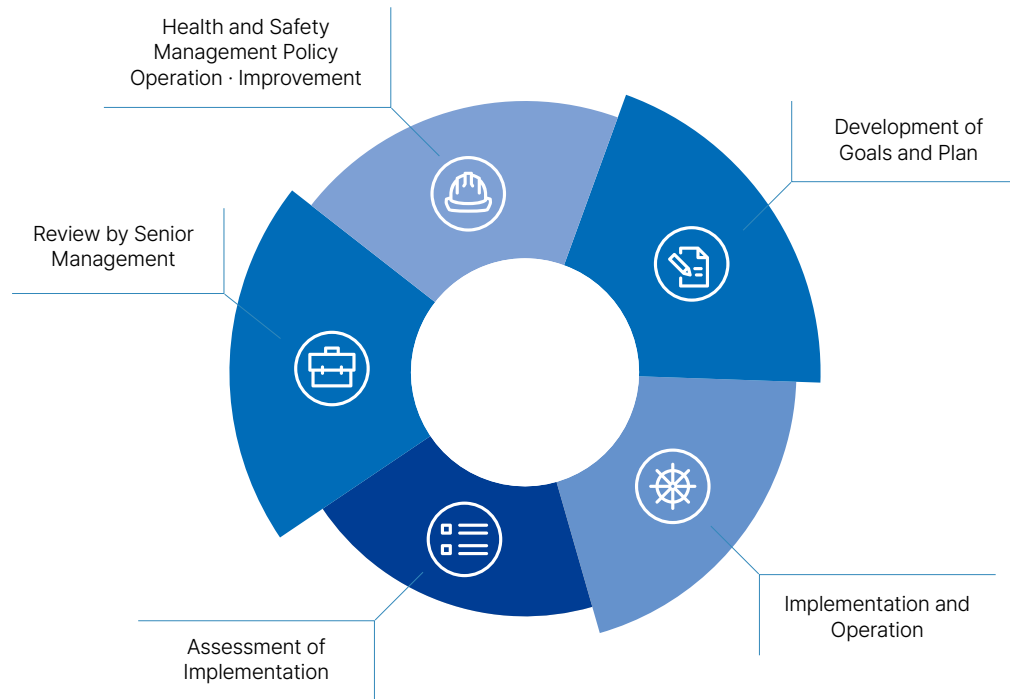 Health and Safety
Management Policy
Operation · Improvement
Development of
Goals and Plan
Review by Senior
Management
Implementation and
Operation
Assessment of
Implementation